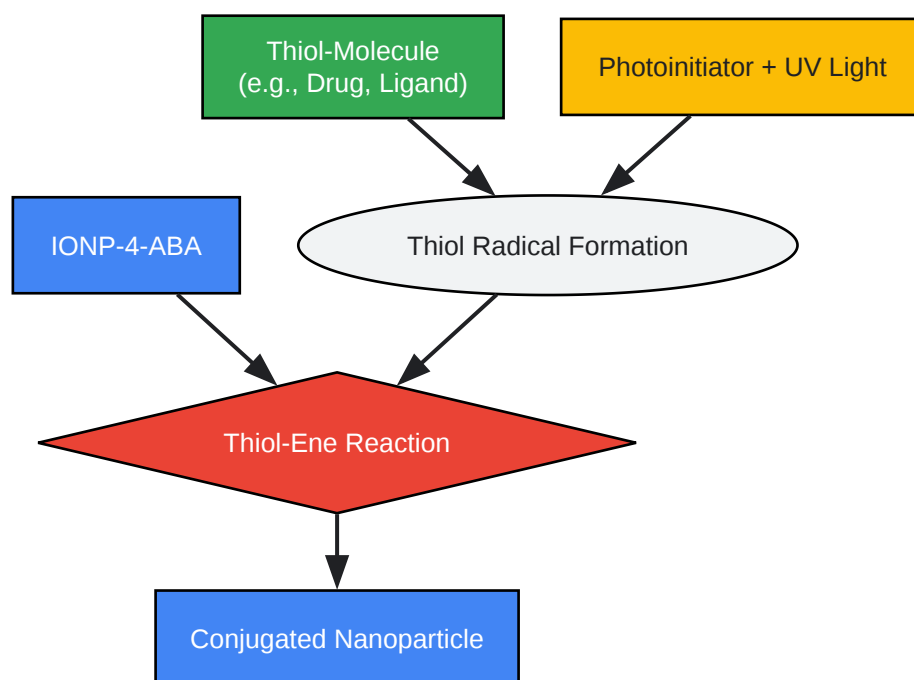 Thiol-Molecule
(e.g., Drug, Ligand)
Photoinitiator + UV Light
IONP-4-ABA
Thiol Radical Formation
Thiol-Ene Reaction
Conjugated Nanoparticle